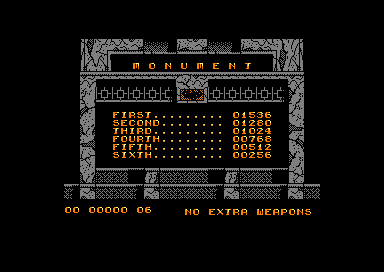 MONUMENT
FIRST......... 01536
SECOND........ 01280
THIRD......... 01024
FOURTH........ 00768
FIFTH......... 00512
SIXTH......... 00256
00 00000 06 NO EXTRA WEAPONS